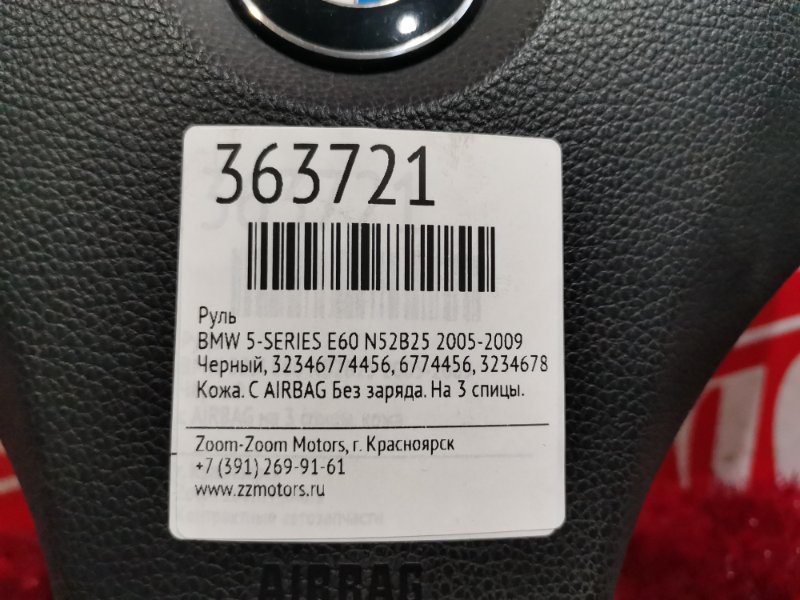 363721
Руль
BMW 5-SERIES E60 N52B25 2005-2009
Черный, 32346774456, 6774456, 3234678
Кожа. С AIRBAG Без заряда. На 3 спицы.
Zoom-Zoom Motors, г. Красноярск
+7 (391) 269-91-61
www.zzmotors.ru
AIRBAG